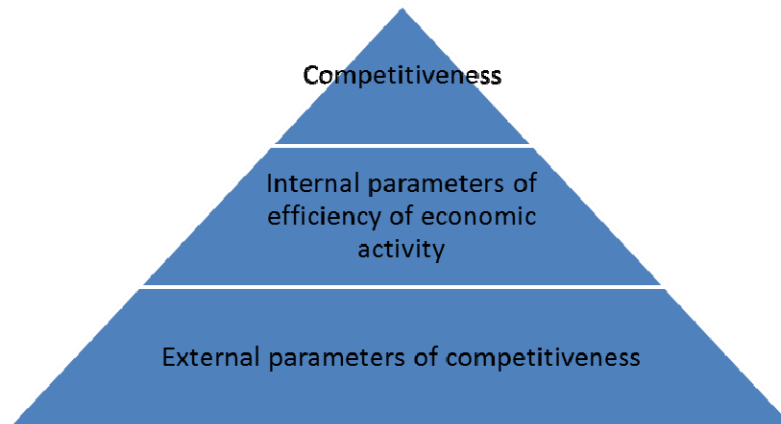 Competitiveness
Internal parameters of
efficiency of economic
activity
External parameters of competitiveness